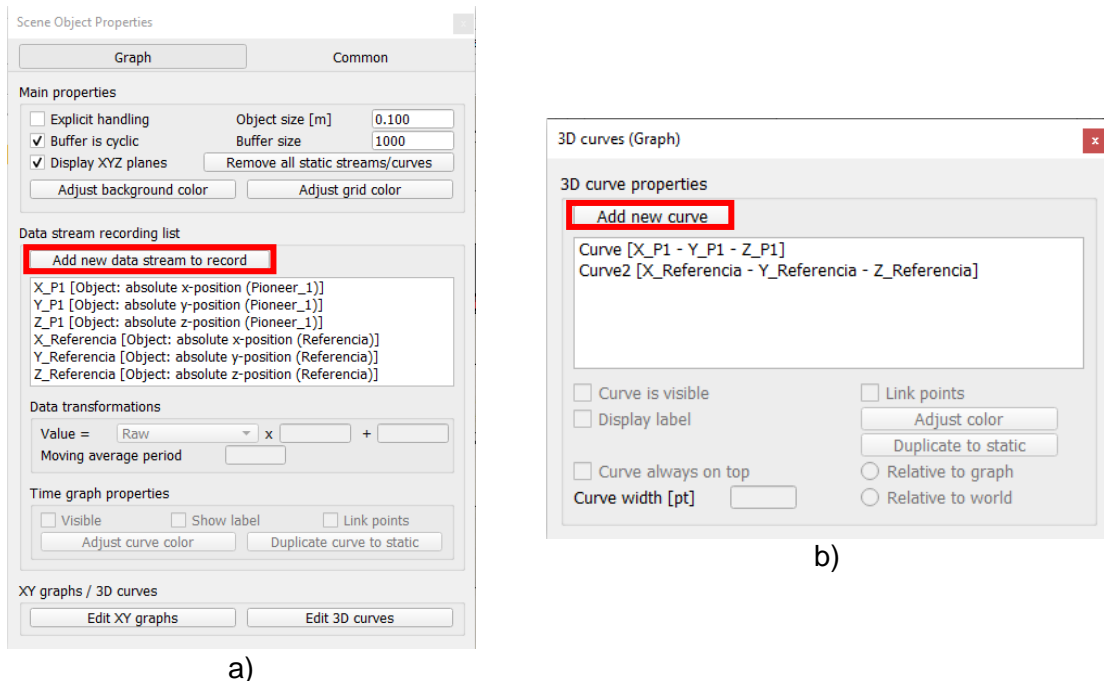 Scene Object Properties
x
Graph
Common
Main properties
Explicit handling
Object size [m]
0.100
Buffer is cyclic
Buffer size
1000
Display XYZ planes
Remove all static streams/curves
Adjust background color
Adjust grid color
Data stream recording list
Add new data stream to record
X_P1 [Object: absolute x-position (Pioneer_1)]
Y_P1 [Object: absolute y-position (Pioneer_1)]
Z_P1 [Object: absolute z-position (Pioneer_1)]
X_Referencia [Object: absolute x-position (Referencia)]
Y_Referencia [Object: absolute y-position (Referencia)]
Z_Referencia [Object: absolute z-position (Referencia)]
Data transformations
Value = Raw x +
Moving average period
Time graph properties
Visible
Show label
Link points
Adjust curve color
Duplicate curve to static
XY graphs / 3D curves
Edit XY graphs
Edit 3D curves
a)
3D curves (Graph)
x
3D curve properties
Add new curve
Curve [X_P1 - Y_P1 - Z_P1]
Curve2 [X_Referencia - Y_Referencia - Z_Referencia]
Curve is visible
Link points
Display label
Adjust color
Duplicate to static
Curve always on top
Relative to graph
Curve width [pt]
Relative to world
b)